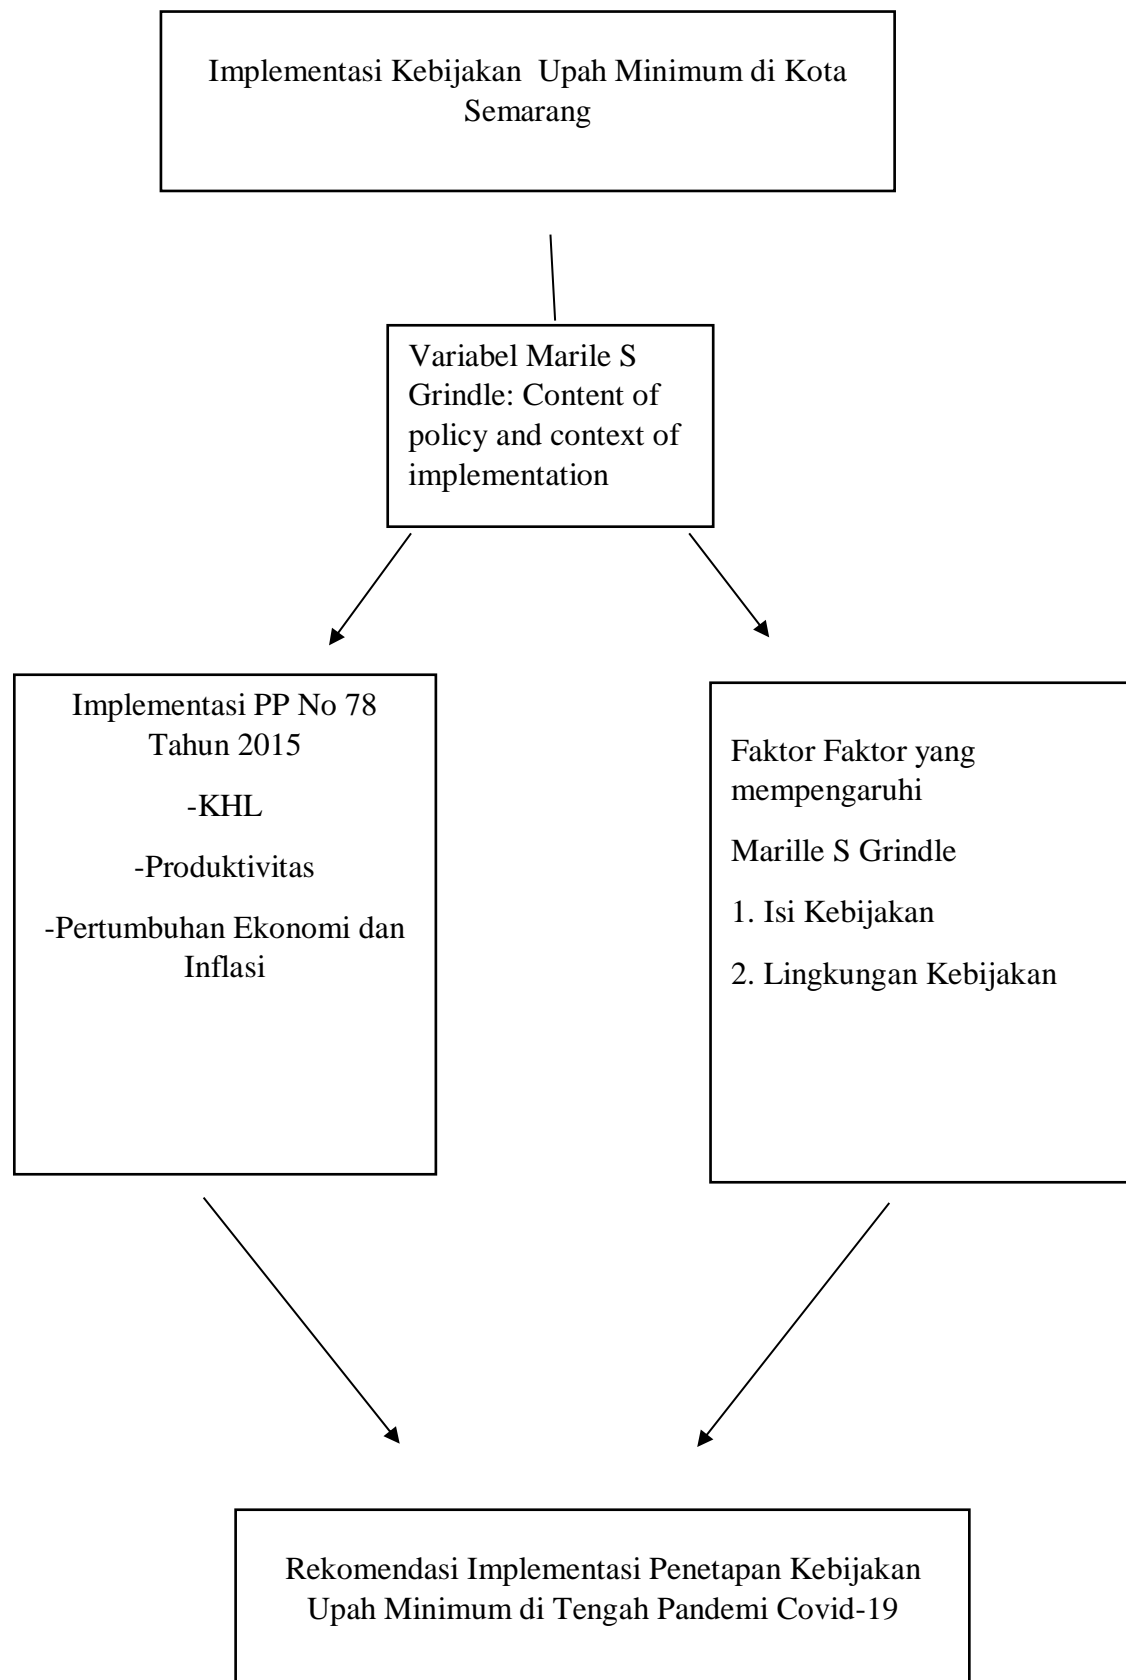 Implementasi Kebijakan  Upah Minimum di Kota
Semarang
Variabel Marile S
Grindle: Content of
policy and context of
implementation
Implementasi PP No 78
Tahun 2015
-KHL
-Produktivitas
-Pertumbuhan Ekonomi dan
Inflasi
Faktor Faktor yang
mempengaruhi
Marille S Grindle
1. Isi Kebijakan
2. Lingkungan Kebijakan
Rekomendasi Implementasi Penetapan Kebijakan
Upah Minimum di Tengah Pandemi Covid-19